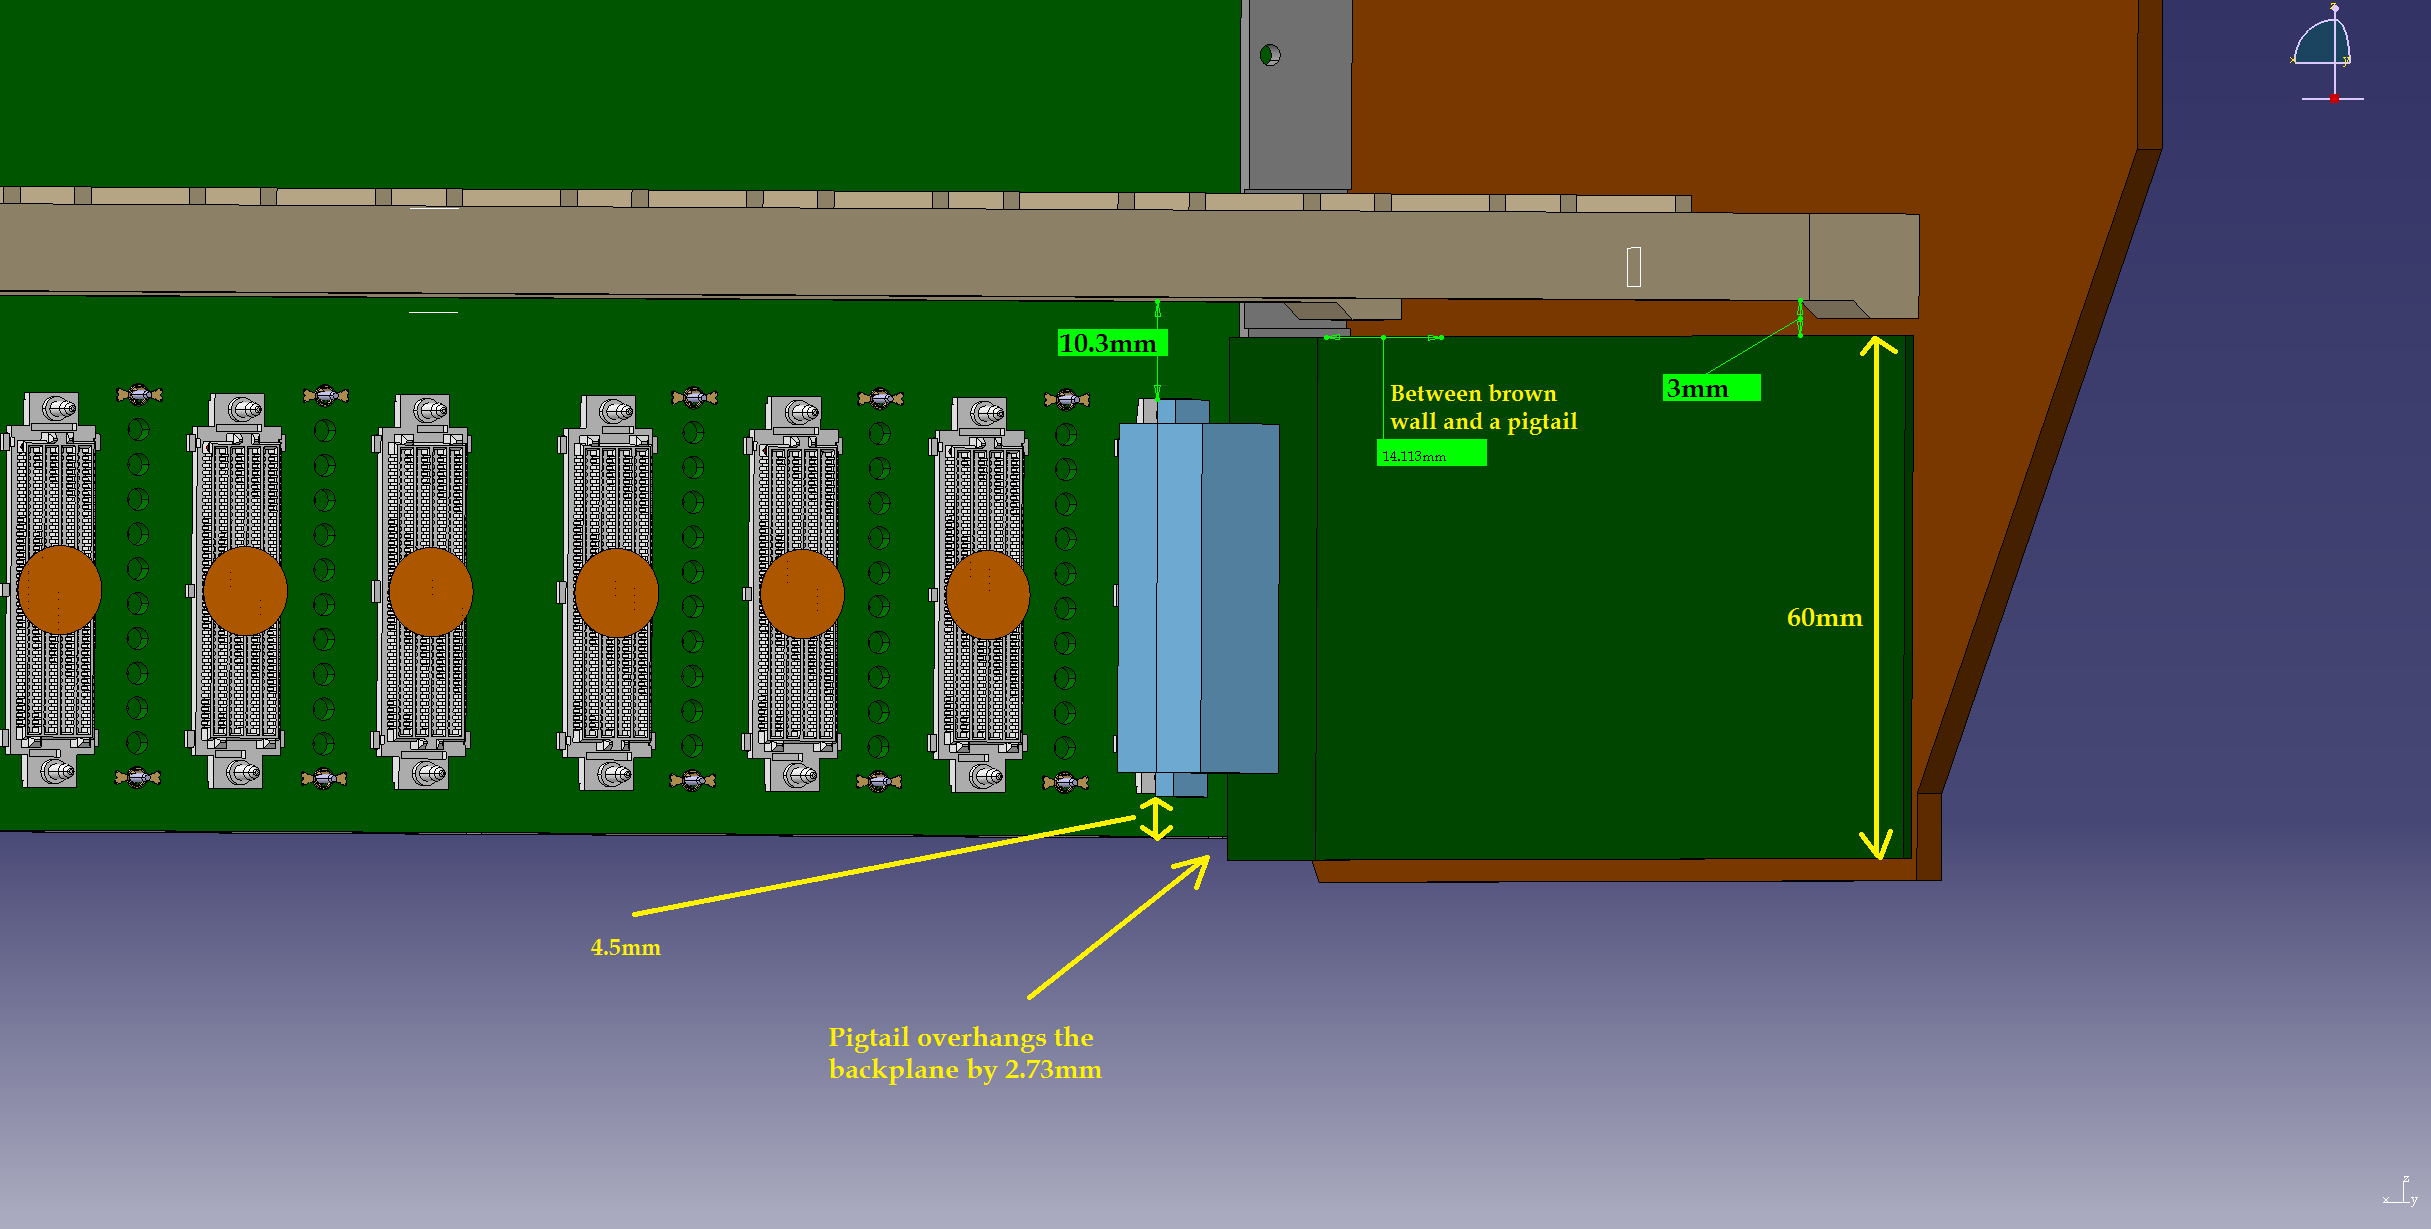 z
x
y
10.3mm
3mm
Between brown
wall and a pigtail
14.113mm
60mm
4.5mm
Pigtail overhangs the
backplane by 2.73mm
z
x
y